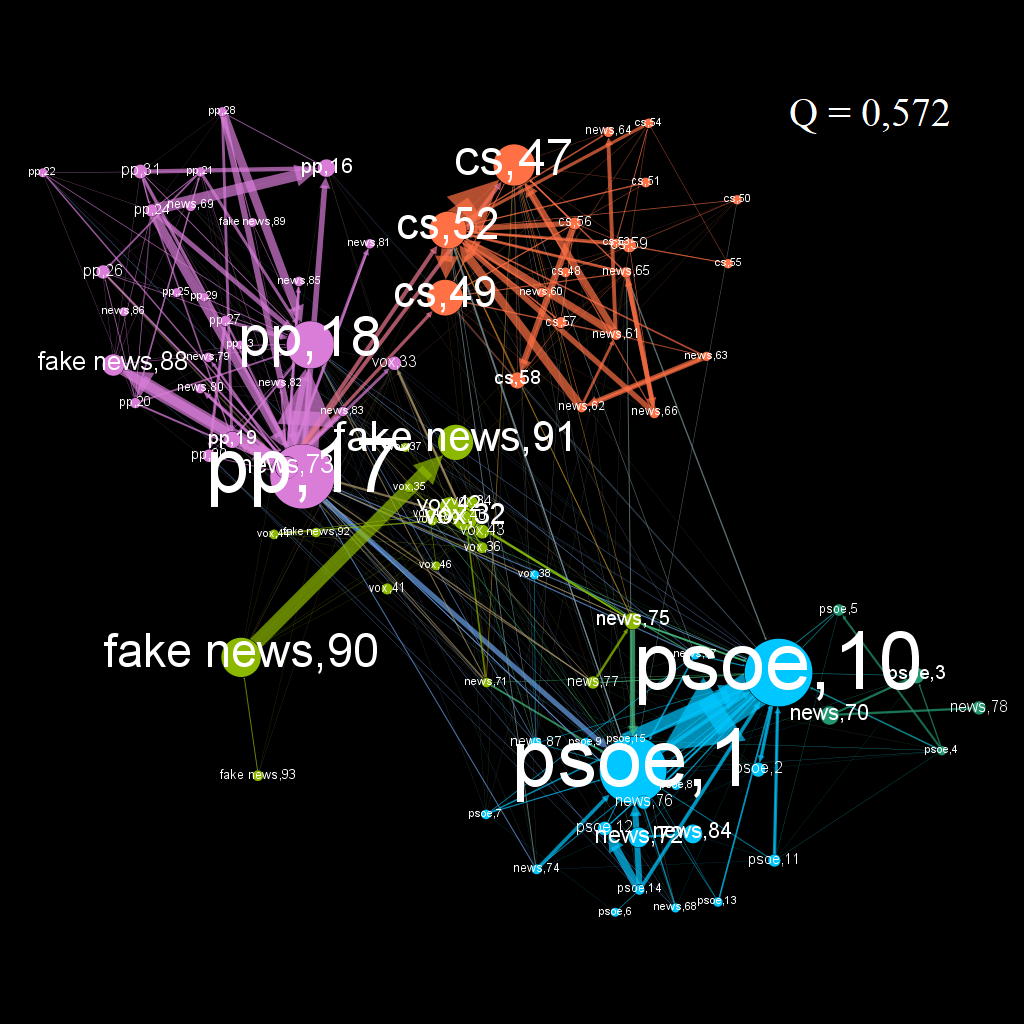 Q = 0,572
pp,28
cs,54
news,64
cs,47
pp,22
pp,31
pp,21
pp,16
cs,51
cs,50
pp,24
news,69
fake news,89
cs,52
cs,56
news,81
cs,53
cs,59
cs,55
pp,26
cs,48
news,65
news,85
pp,25
pp,29
cs,49
news,60
news,86
pp,27
cs,57
pp,18
news,61
news,79
fake news,88
vox,33
news,63
news,80
news,82
cs,58
pp,20
news,83
news,62
news,66
pp,19
fake news,91
vox,37
news,73
pp,17
vox,35
vox,34
vox,42
vox,32
vox,43
fake news,92
vox,36
vox,46
vox,38
vox,41
psoe,5
news,75
fake news,90
psoe,10
psoe,3
news,71
news,77
news,70
news,78
news,87
psoe,9
psoe,15
psoe,4
psoe,1
psoe,2
fake news,93
psoe,8
news,76
psoe,7
psoe,12
news,72
news,84
psoe,11
news,74
psoe,14
psoe,13
psoe,6
news,68